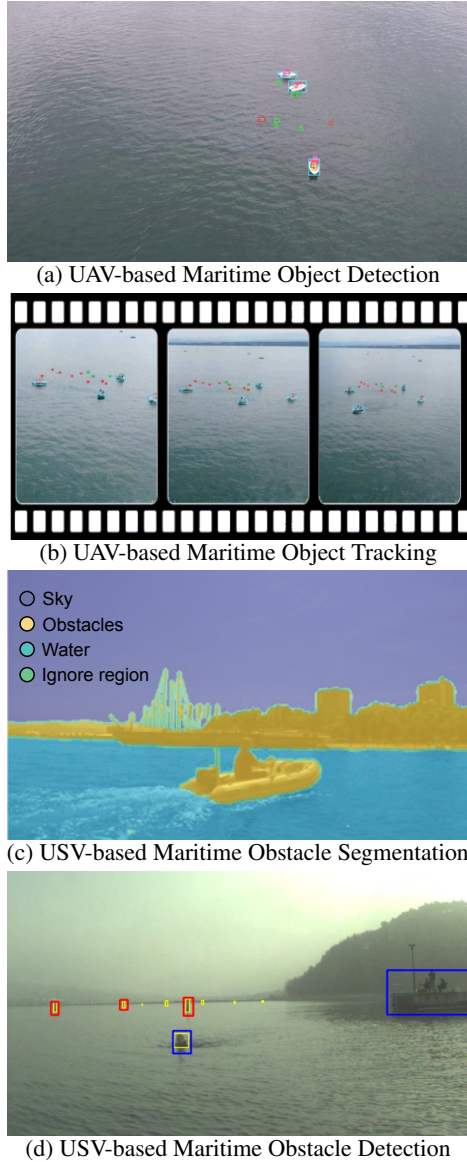 (a) UAV-based Maritime Object Detection
(b) UAV-based Maritime Object Tracking
Sky
Obstacles
Water
Ignore region
(c) USV-based Maritime Obstacle Segmentation
(d) USV-based Maritime Obstacle Detection